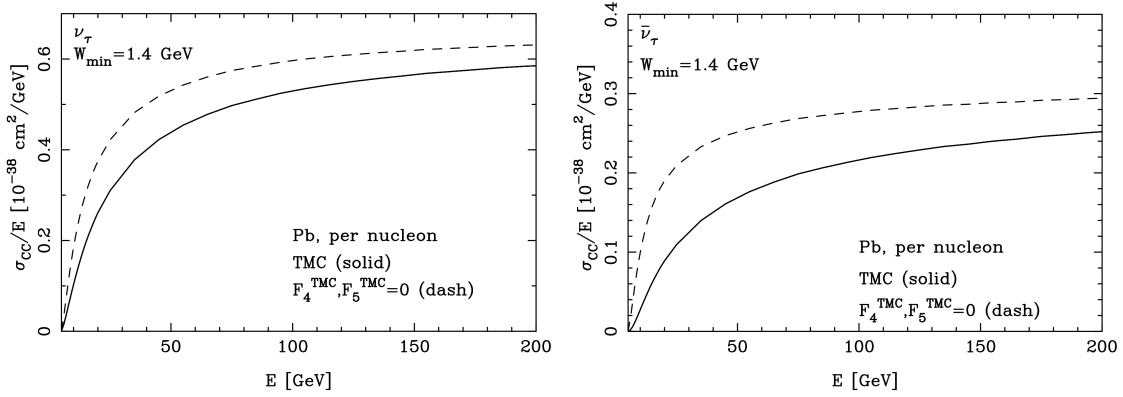 ν_τ
W_min=1.4 GeV
0.6
0.4
0.2
0
σ_CC/E [10^-38 cm^2/GeV]
Pb, per nucleon
TMC (solid)
F_4^TMC,F_5^TMC=0 (dash)
50 100 150 200
E [GeV]
0.4
ν̄_τ
W_min=1.4 GeV
0.3
0.2
0.1
0
σ_CC/E [10^-38 cm^2/GeV]
Pb, per nucleon
TMC (solid)
F_4^TMC,F_5^TMC=0 (dash)
50 100 150 200
E [GeV]